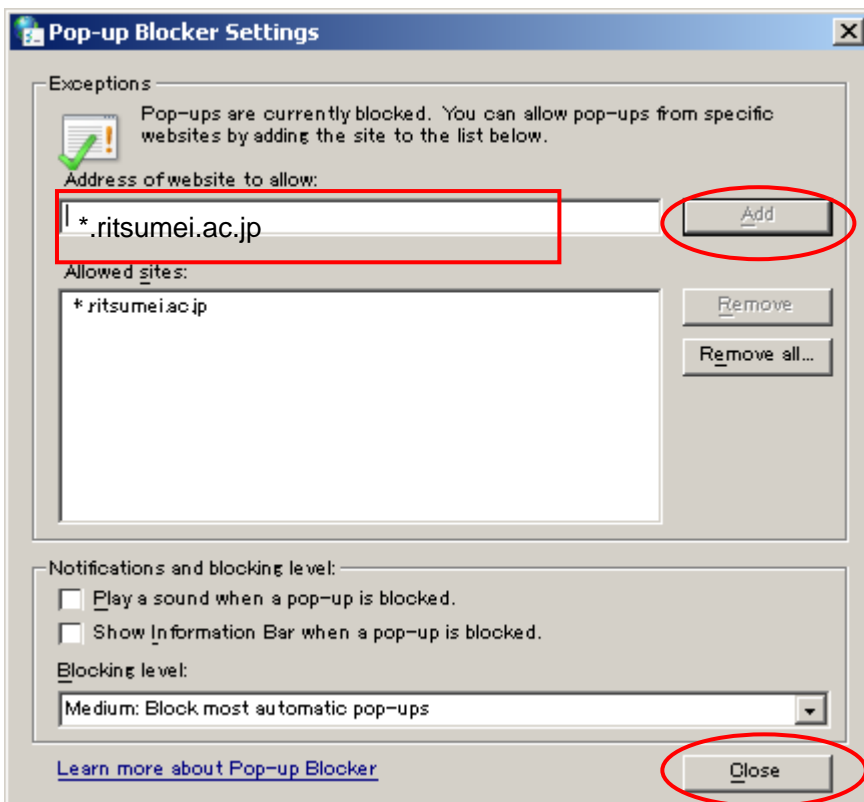 Pop-up Blocker Settings
Exceptions
Pop-ups are currently blocked. You can allow pop-ups from specific
websites by adding the site to the list below.
Address of website to allow:
*.ritsumei.ac.jp
Add
Allowed sites:
*.ritsumei.ac.jp
Remove
Remove all...
Notifications and blocking level:
Play a sound when a pop-up is blocked.
Show Information Bar when a pop-up is blocked.
Blocking level:
Medium: Block most automatic pop-ups
Learn more about Pop-up Blocker
Close